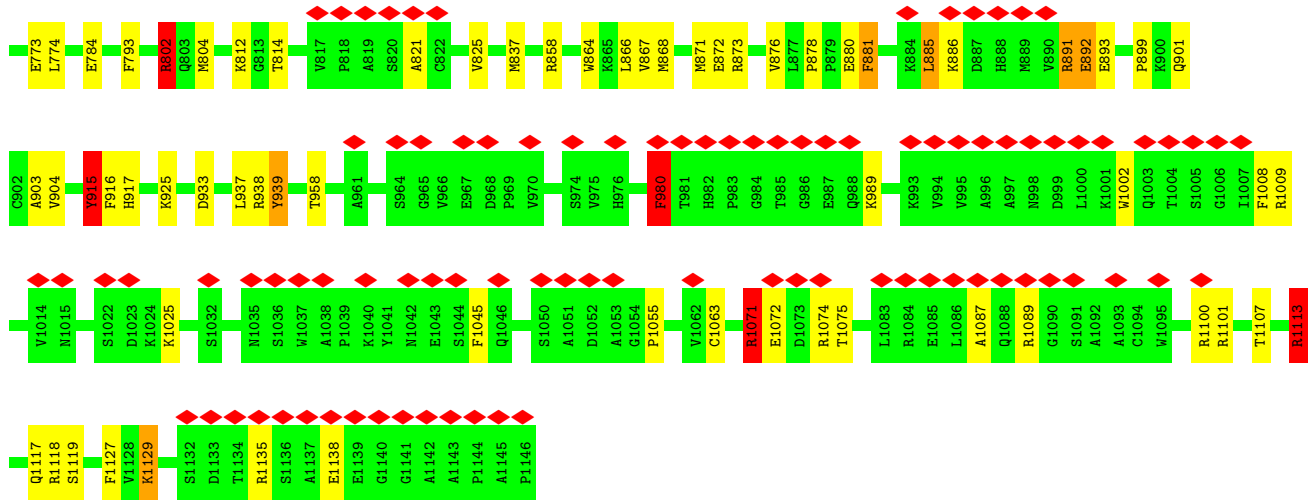 E773 L774 E784 F793 R802 Q803 M804 K812 G813 T814 V817 P818 A819 S820 A821 C822 V825 M837 R858 W864 K865 L866 V867 M868 M871 E872 R873 V876 L877 P878 P879 E880 F881 K884 L885 K886 D887 H888 M889 V890 R891 E892 E893 P899 K900 Q901
C902 A903 V904 Y915 F916 H917 K925 D933 L937 R938 Y939 T958 A961 S964 G965 V966 E967 D968 P969 V970 S974 V975 H976 F980 T981 H982 P983 G984 T985 G986 E987 Q988 K989 K993 V994 V995 A996 A997 N998 D999 L1000 K1001 W1002 Q1003 T1004 S1005 G1006 I1007 F1008 R1009
V1014 N1015 S1022 D1023 K1024 K1025 S1032 N1035 S1036 W1037 A1038 P1039 K1040 Y1041 N1042 E1043 S1044 F1045 Q1046 S1050 A1051 D1052 A1053 G1054 P1055 V1062 C1063 R1071 E1072 D1073 R1074 T1075 L1083 R1084 E1085 L1086 A1087 Q1088 R1089 G1090 S1091 A1092 A1093 C1094 W1095 R1100 R1101 T1107 R1113
Q1117 R1118 S1119 F1127 V1128 K1129 S1132 D1133 T1134 R1135 S1136 A1137 E1138 E1139 G1140 G1141 A1142 A1143 P1144 A1145 P1146